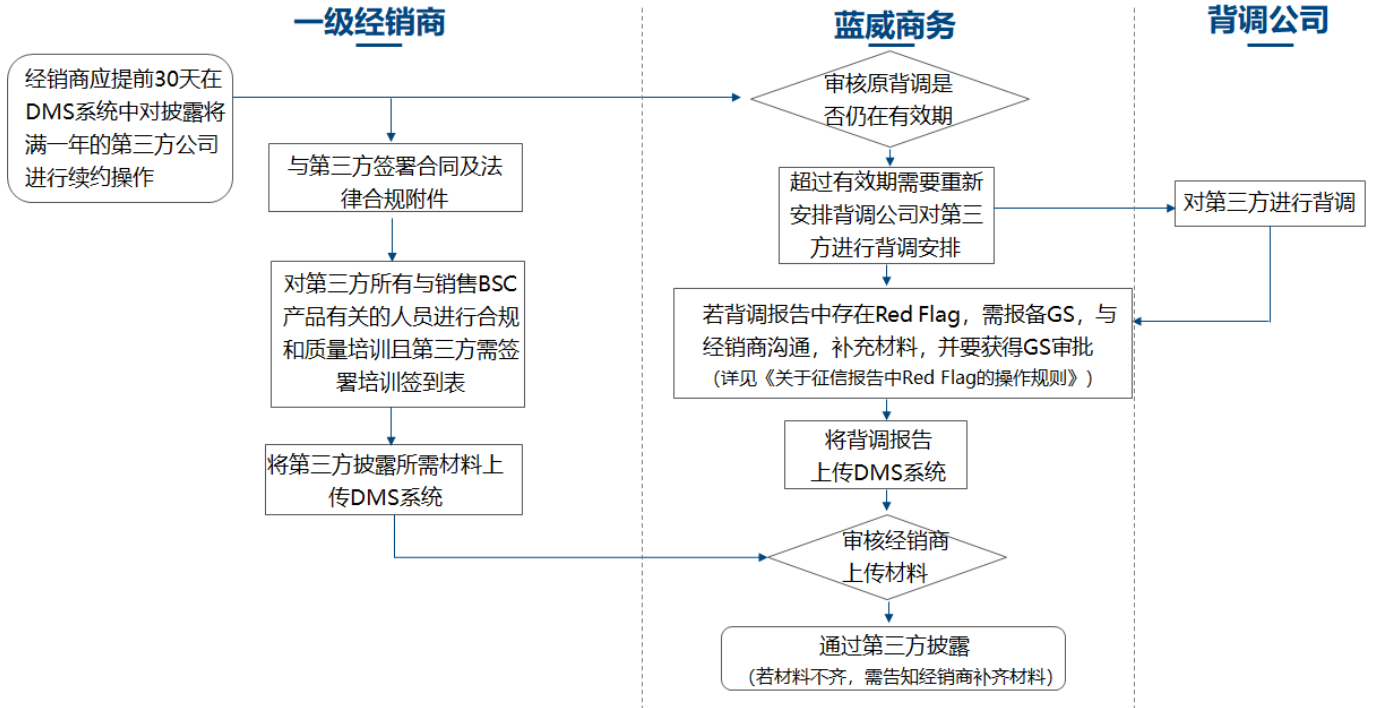 一级经销商
蓝威商务
背调公司
经销商应提前30天在
DMS系统中对披露将
满一年的第三方公司
进行续约操作
与第三方签署合同及法
律合规附件
对第三方所有与销售BSC
产品有关的人员进行合规
和质量培训且第三方需签
署培训签到表
将第三方披露所需材料上
传DMS系统
审核原背调是
否仍在有效期
超过有效期需要重新
安排背调公司对第三
方进行背调安排
对第三方进行背调
若背调报告中存在Red Flag，需报备GS，与
经销商沟通，补充材料，并要获得GS审批
（详见《关于征信报告中Red Flag的操作规则》）
将背调报告
上传DMS系统
审核经销商
上传材料
通过第三方披露
（若材料不齐，需告知经销商补齐材料）